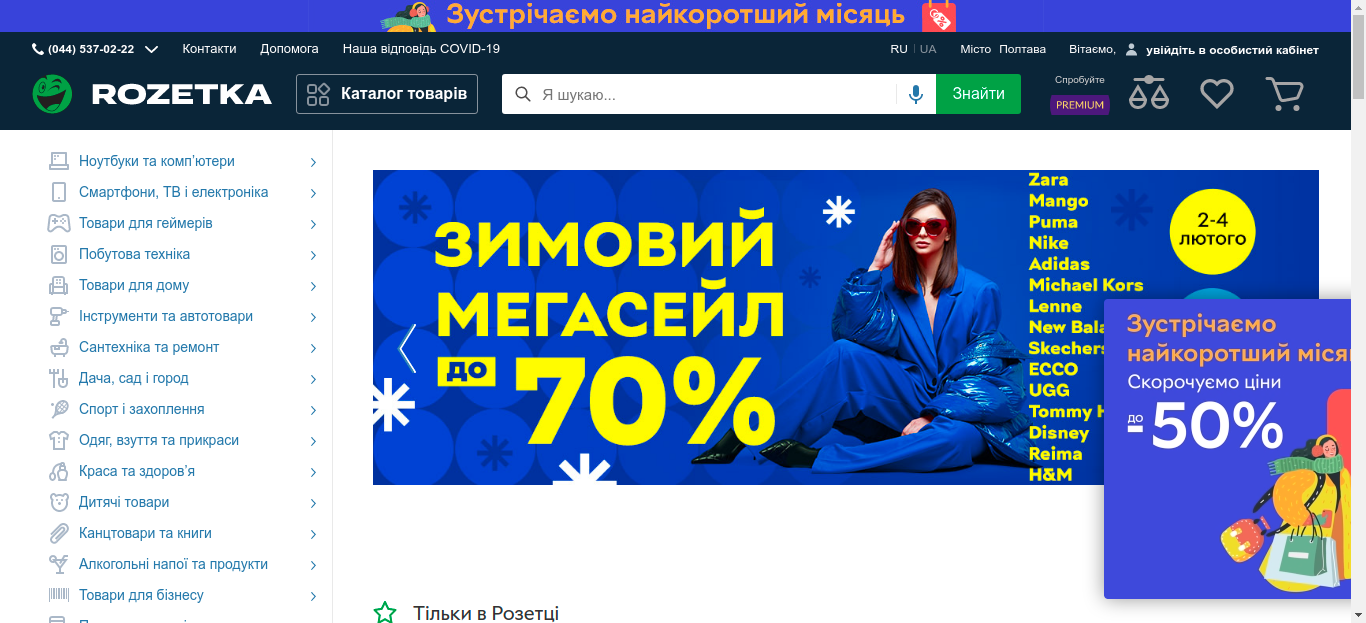 Зустрічаємо найкоротший місяць
(044) 537-02-22 Контакти Допомога Наша відповідь COVID-19 RU UA Місто Полтава Вітаємо, увійдіть в особистий кабінет
ROZETKA Каталог товарів Я шукаю... Знайти
Спробуйте
PREMIUM
Ноутбуки та комп'ютери
Смартфони, ТВ і електроніка
Товари для геймерів
Побутова техніка
Товари для дому
Інструменти та автотовари
Сантехніка та ремонт
Дача, сад і город
Спорт і захоплення
Одяг, взуття та прикраси
Краса та здоров'я
Дитячі товари
Канцтовари та книги
Алкогольні напої та продукти
Товари для бізнесу
ЗИМОВИЙ
МЕГАСЕЙЛ
ДО 70%
Zara
Mango
Puma
Nike
Adidas
Michael Kors
Lenne
New Bala
Skechers
ECCO
UGG
Tommy H
Disney
Reima
H&M
2-4
ЛЮТОГО
Зустрічаємо
найкоротший міся
Скорочуємо ціни
до
-50%
Тільки в Розетці